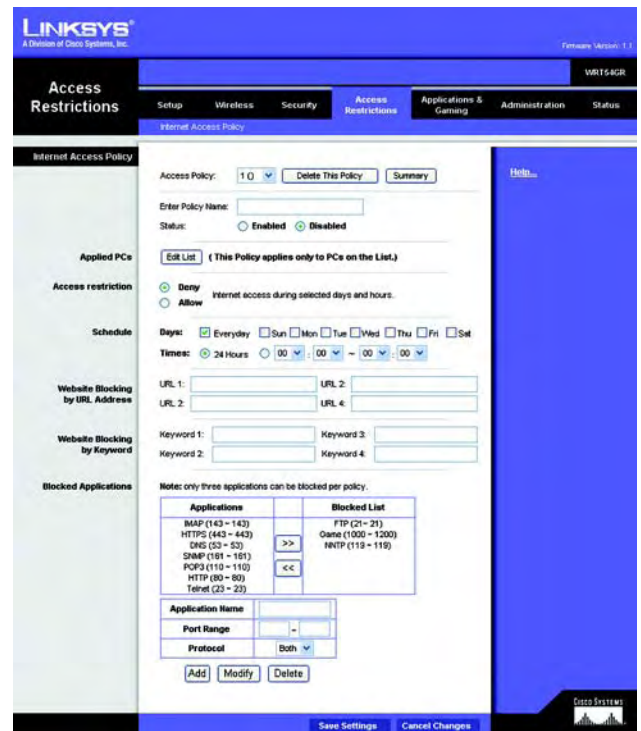 LINKSYS®
A Division of Cisco Systems, Inc.
Firmware Version: 1.1
WRT54GR
Access Restrictions
Setup Wireless Security Access Restrictions Applications & Gaming Administration Status
Internet Access Policy
Internet Access Policy
Access Policy: 1 () Delete This Policy Summary
Help...
Enter Policy Name:
Status: Enabled Disabled
Applied PCs
Edit List ( This Policy applies only to PCs on the List.)
Access restriction
Deny
Allow
Internet access during selected days and hours.
Schedule
Days: Everyday Sun Mon Tue Wed Thu Fri Sat
Times: 24 Hours 00 : 00 ~ 00 : 00
Website Blocking by URL Address
URL 1: URL 2:
URL 2: URL 4:
Website Blocking by Keyword
Keyword 1: Keyword 3:
Keyword 2: Keyword 4:
Blocked Applications
Note: only three applications can be blocked per policy.
Applications Blocked List
IMAP (143 ~ 143) FTP (21~ 21)
HTTPS (443 ~ 443) Game (1000 ~ 1200)
DNS (53 ~ 53) >> NNTP (119 ~ 119)
SNMP (161 ~ 161)
POP3 (110 ~ 110) <<
HTTP (80 ~ 80)
Telnet (23 ~ 23)
Application Name
Port Range ~
Protocol Both
Add Modify Delete
Save Settings Cancel Changes
CISCO SYSTEMS